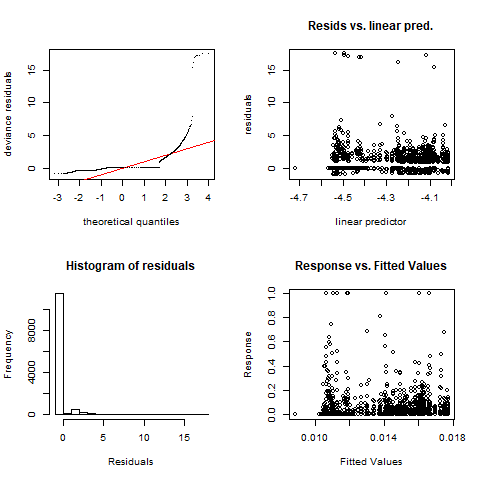 deviance residuals
0 5 10 15
-3 -2 -1 0 1 2 3 4
theoretical quantiles
Resids vs. linear pred.
residuals
0 5 10 15
-4.7 -4.5 -4.3 -4.1
linear predictor
Histogram of residuals
Frequency
0 4000 10000
0 5 10 15
Residuals
Response vs. Fitted Values
Response
0.0 0.2 0.4 0.6 0.8 1.0
0.010 0.014 0.018
Fitted Values